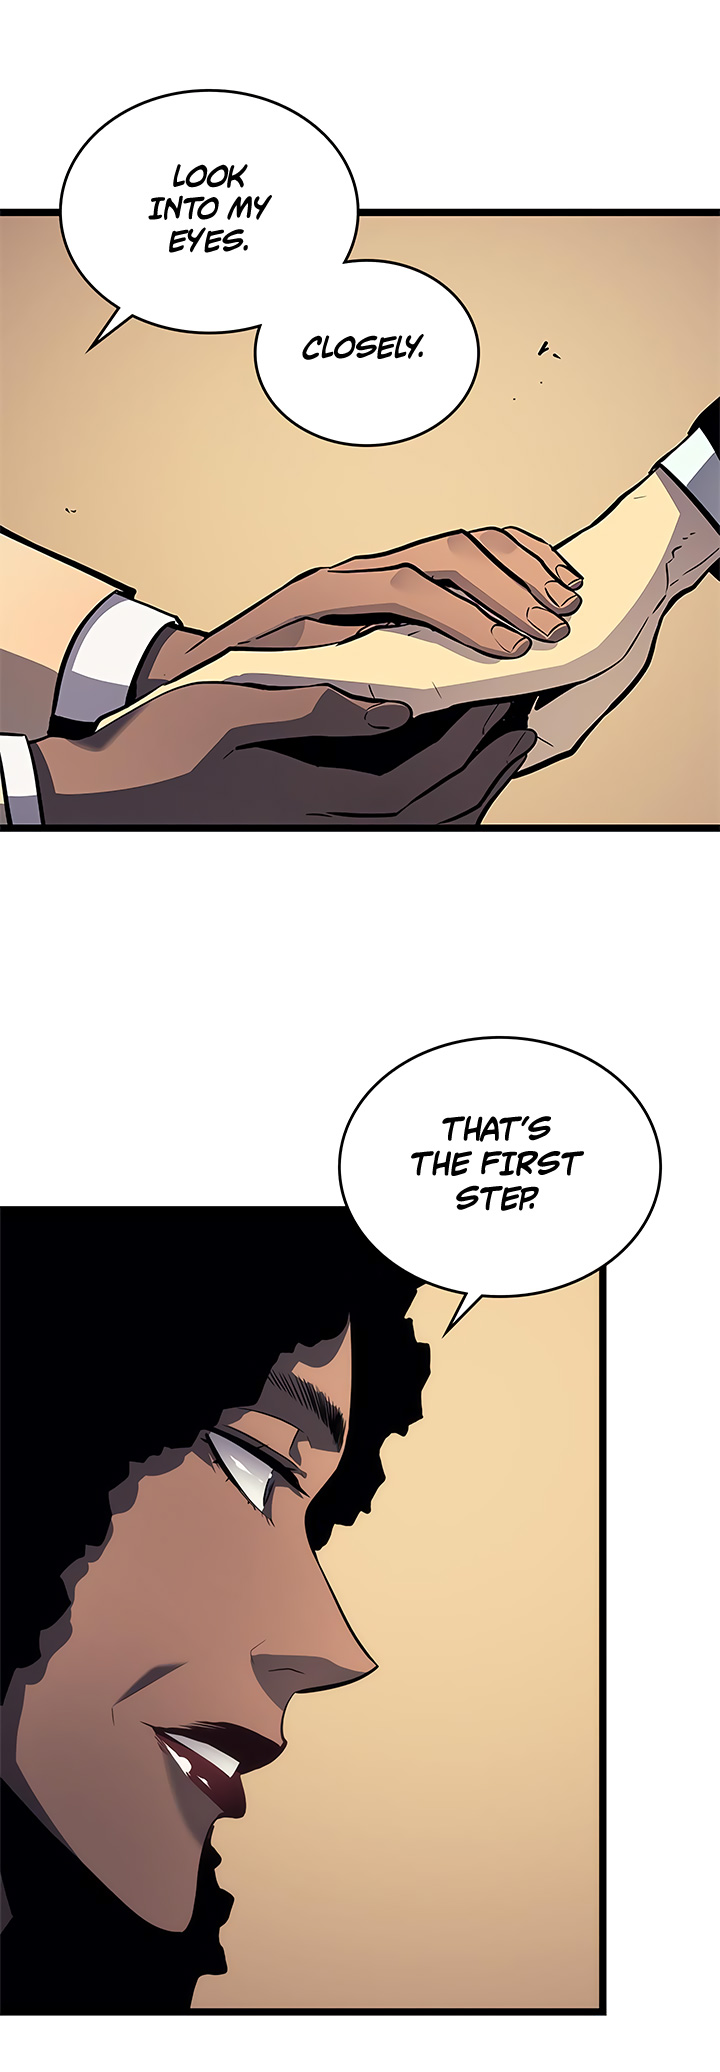 LOOK
INTO MY
EYES.
CLOSELY.
THAT'S
THE FIRST
STEP.